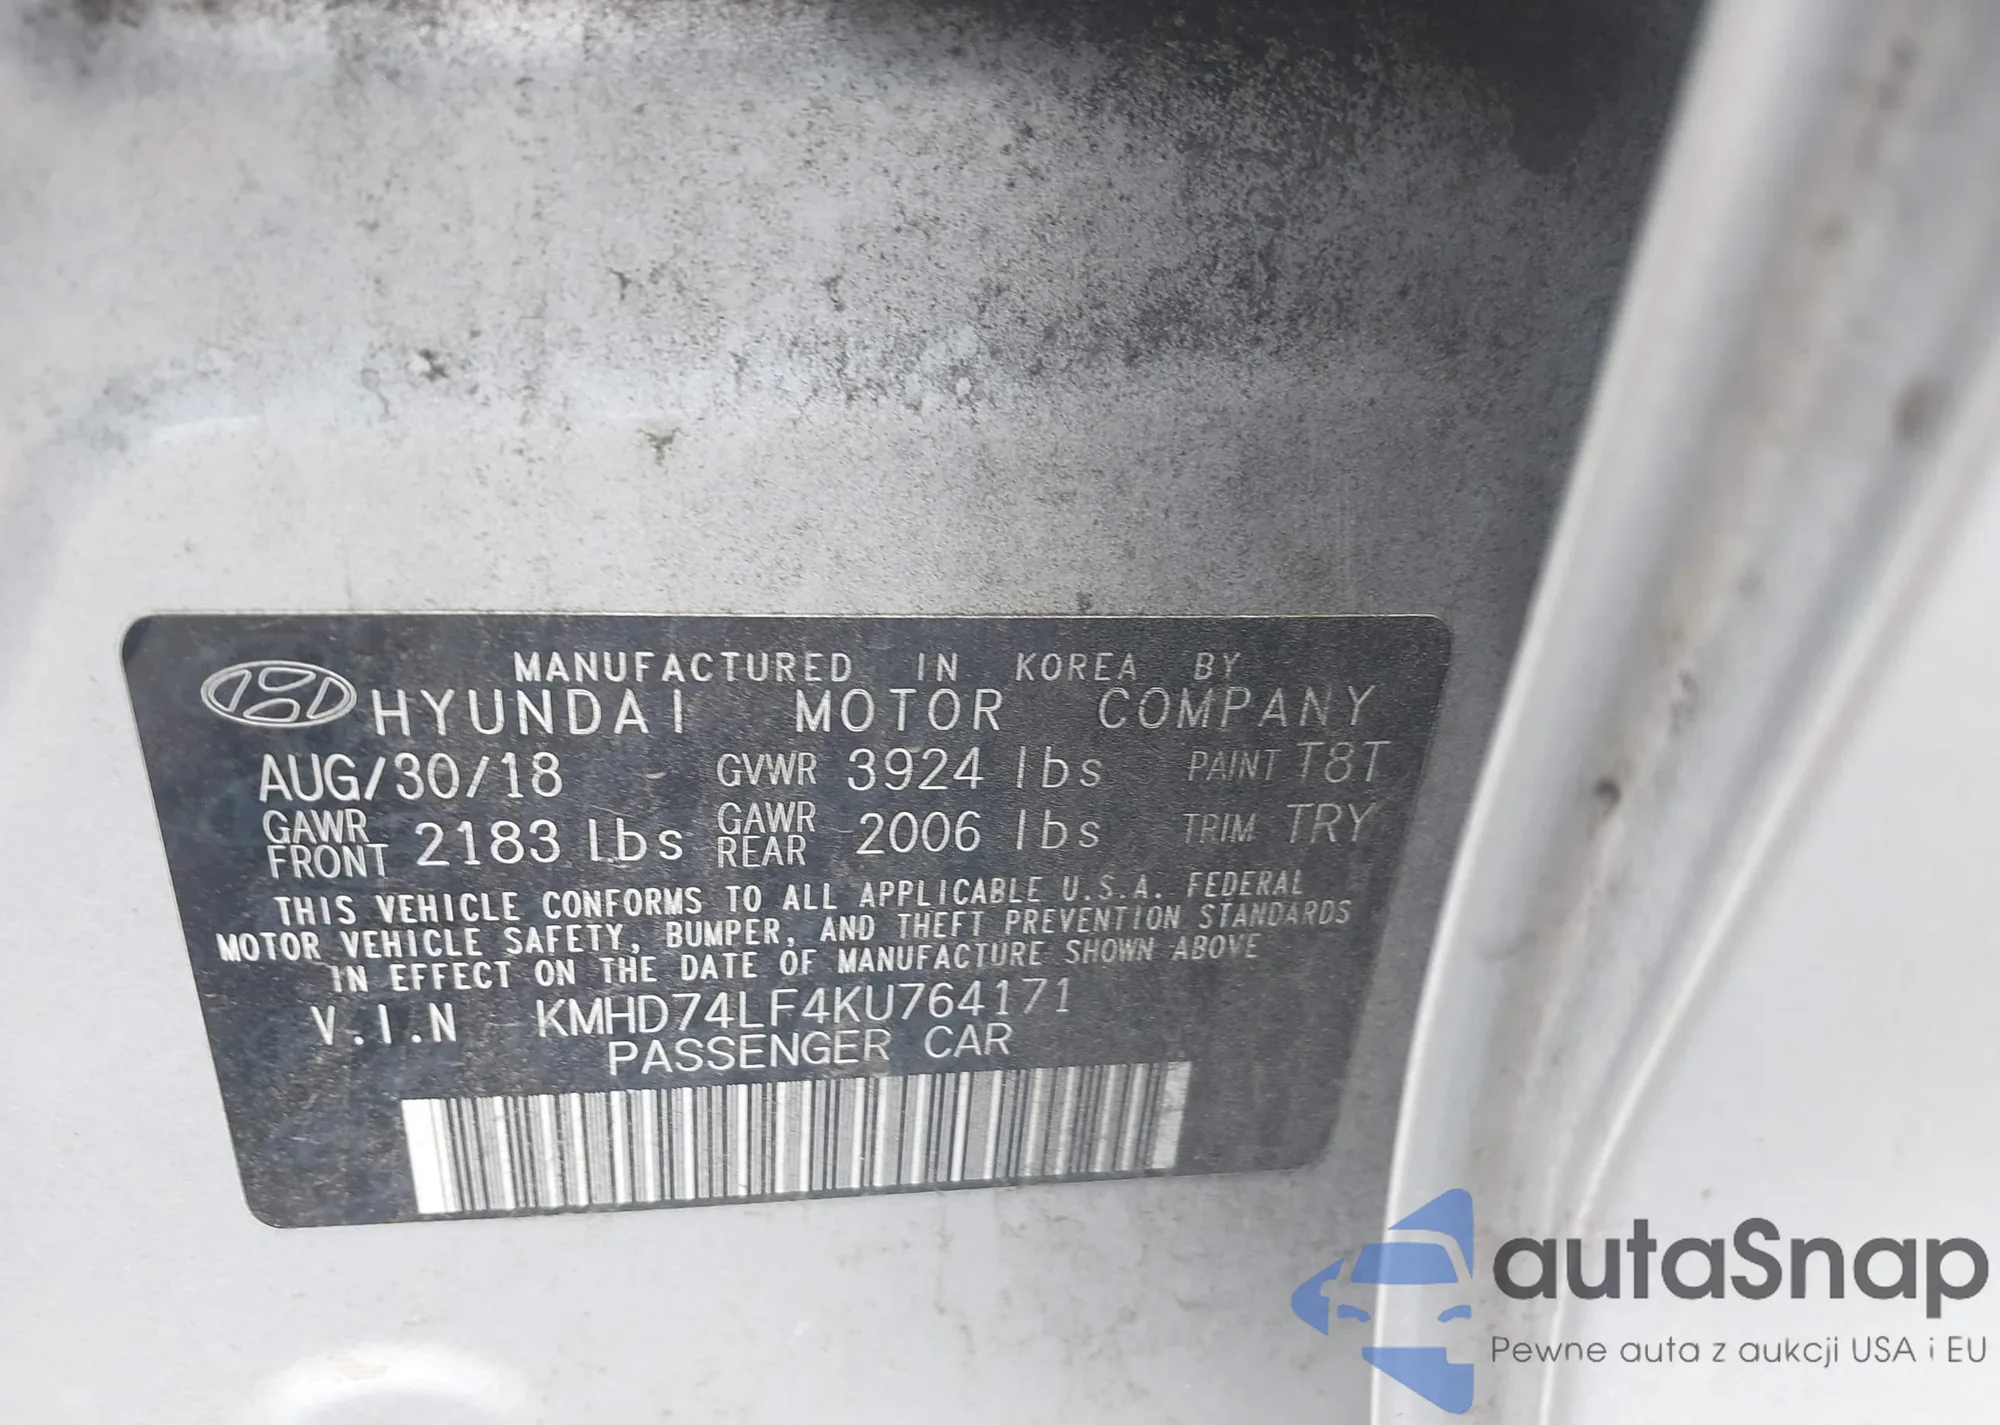 MANUFACTURED IN KOREA BY
HYUNDAI MOTOR COMPANY
AUG/30/18 GVWR 3924 lbs PAINT T8T
GAWR FRONT 2183 lbs GAWR REAR 2006 lbs TRIM TRY
THIS VEHICLE CONFORMS TO ALL APPLICABLE U.S.A. FEDERAL
MOTOR VEHICLE SAFETY, BUMPER, AND THEFT PREVENTION STANDARDS
IN EFFECT ON THE DATE OF MANUFACTURE SHOWN ABOVE
V.I.N KMHD74LF4KU764171
PASSENGER CAR
autaSnap
Pewne auta z aukcji USA i EU